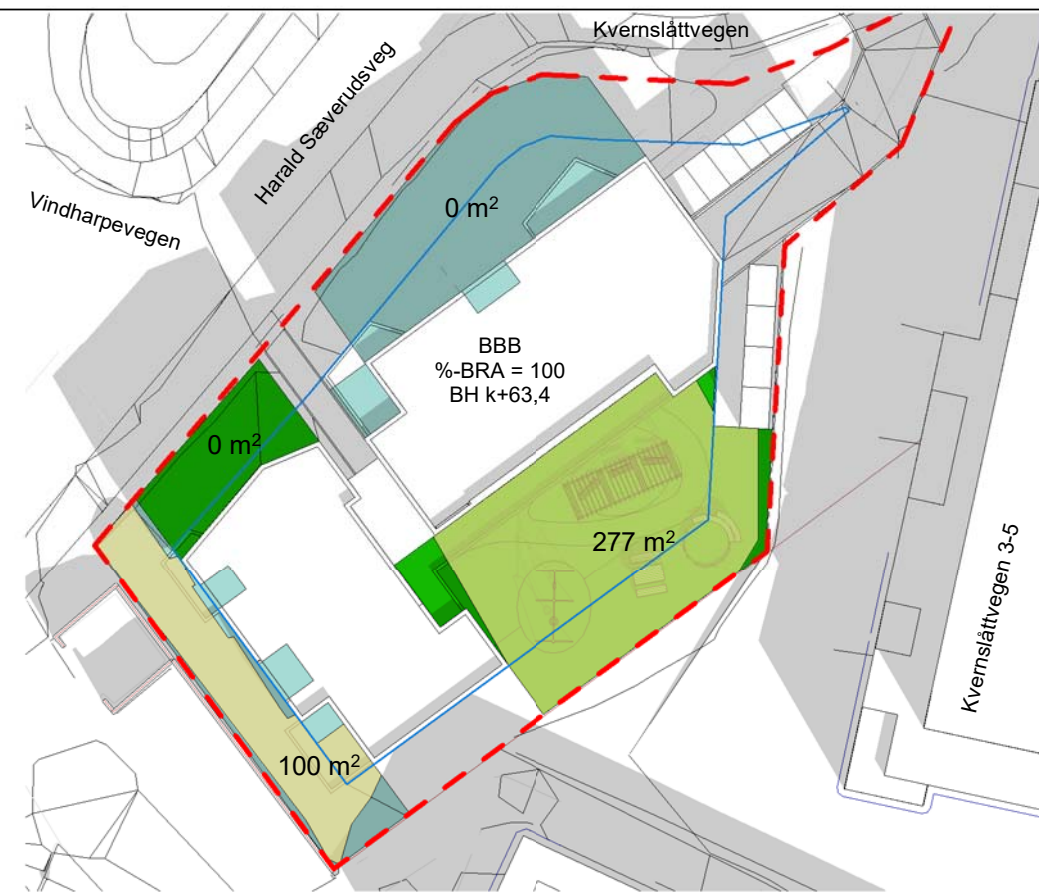 Kvernslåttvegen
Harald Sæverudsveg
Vindharpevegen
0 m²
BBB
%-BRA = 100
BH k+63,4
0 m²
277 m²
Kvernslåttvegen 3-5
100 m²